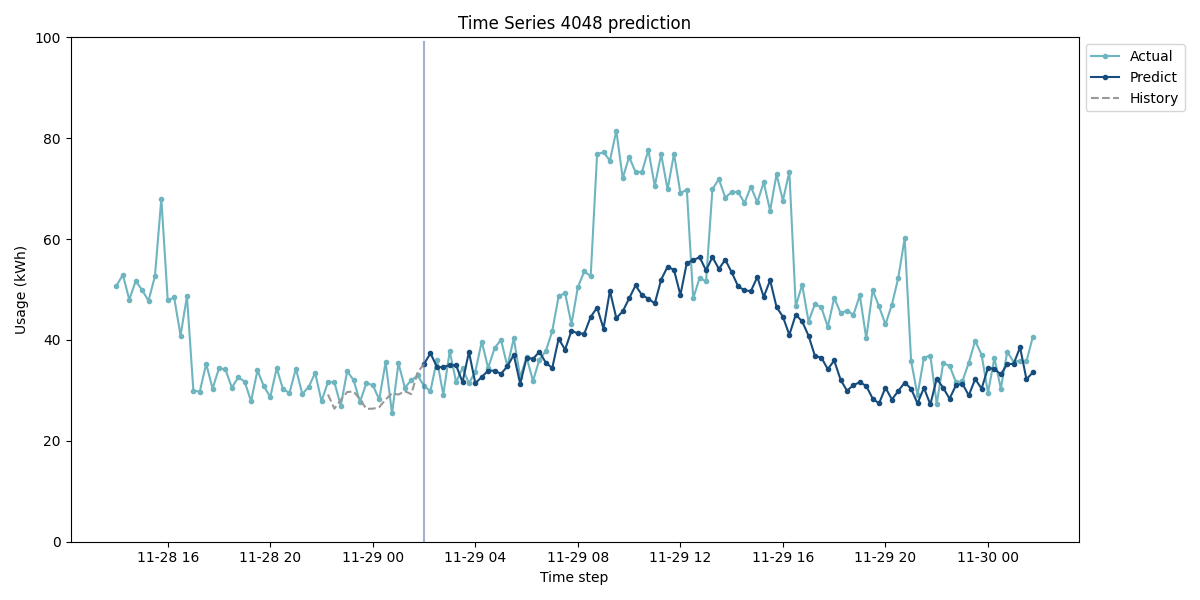 Time Series 4048 prediction
100
80
60
40
20
0
Usage (kWh)
11-28 16
11-28 20
11-29 00
11-29 04
11-29 08
11-29 12
11-29 16
11-29 20
11-30 00
Time step
Actual
Predict
History